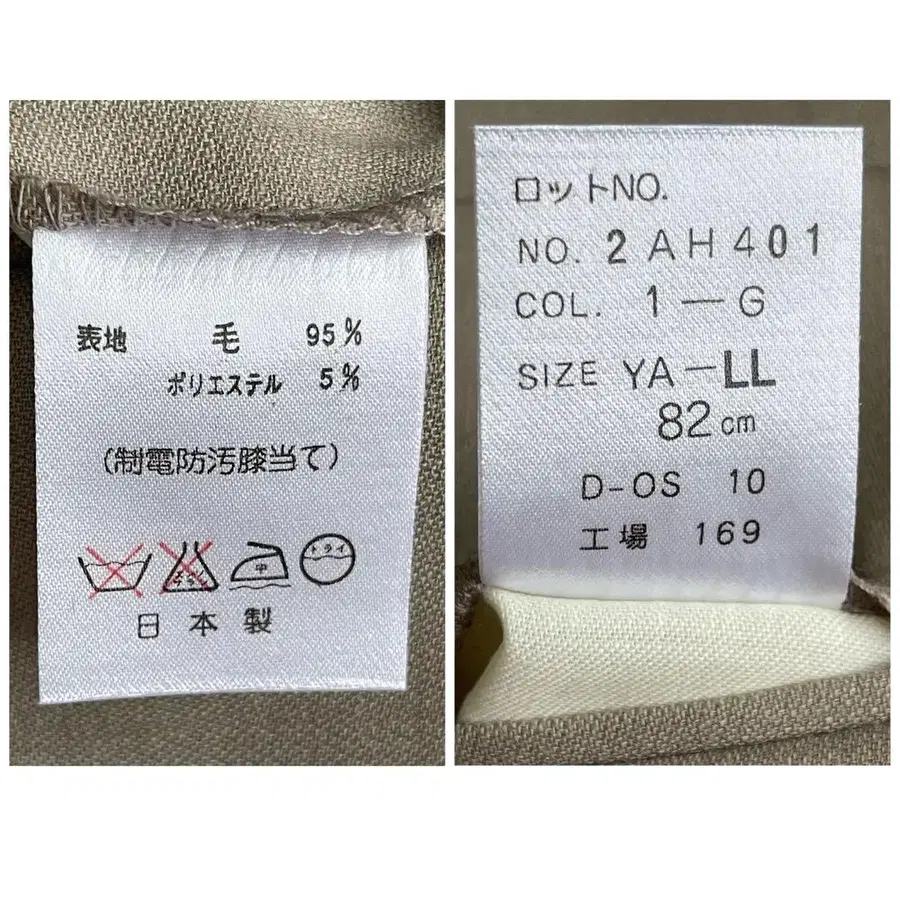 表地 毛 95%
ポリエステル 5%
(制電防汚膝当て)
中 ドライ
日本製
ロットNO.
NO. 2AH401
COL. 1-G
SIZE YA-LL
82cm
D-OS 10
工場 169